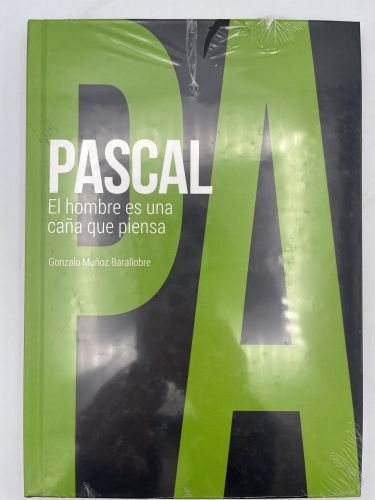 PA
PASCAL
El hombre es una
caña que piensa
Gonzalo Muñoz Barallobre